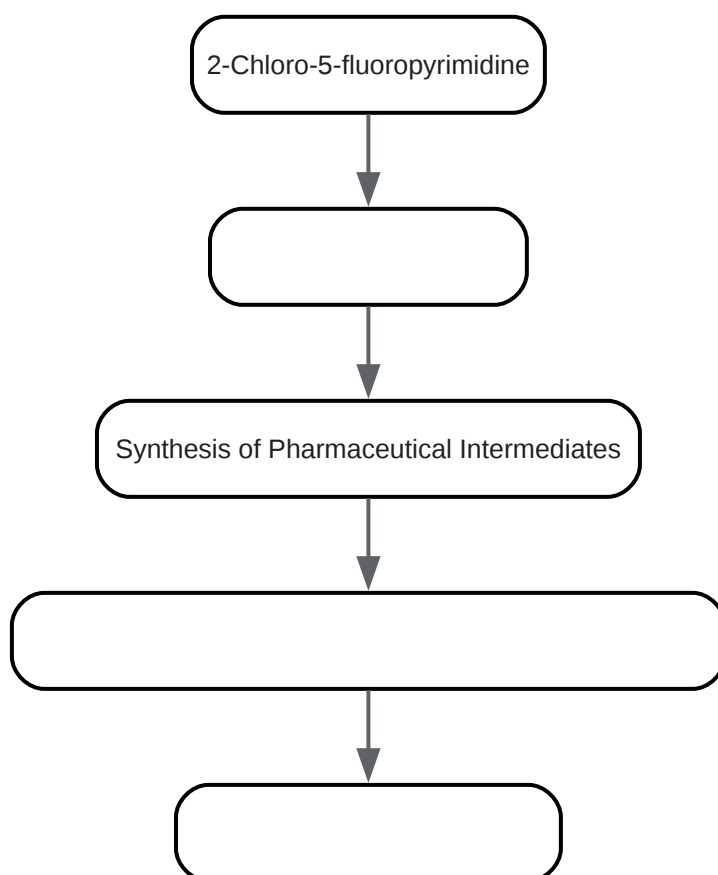 2-Chloro-5-fluoropyrimidine
Synthesis of Pharmaceutical Intermediates